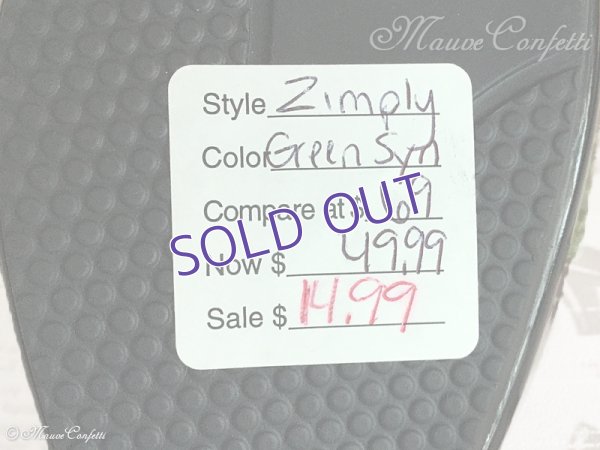 Mauve Confetti
Style Zimply
Color Green Syn
Compare at $ 69
SOLD OUT
Now $ 49.99
Sale $ 14.99
© Mauve Confetti